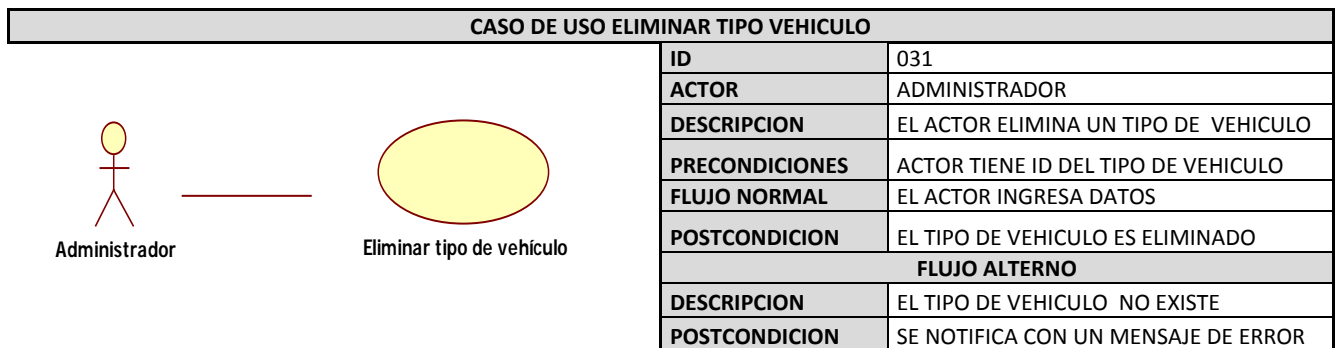 CASO DE USO ELIMINAR TIPO VEHICULO
ID 031
ACTOR ADMINISTRADOR
DESCRIPCION EL ACTOR ELIMINA UN TIPO DE VEHICULO
PRECONDICIONES ACTOR TIENE ID DEL TIPO DE VEHICULO
FLUJO NORMAL EL ACTOR INGRESA DATOS
POSTCONDICION EL TIPO DE VEHICULO ES ELIMINADO
FLUJO ALTERNO
DESCRIPCION EL TIPO DE VEHICULO NO EXISTE
POSTCONDICION SE NOTIFICA CON UN MENSAJE DE ERROR
Administrador
Eliminar tipo de vehículo